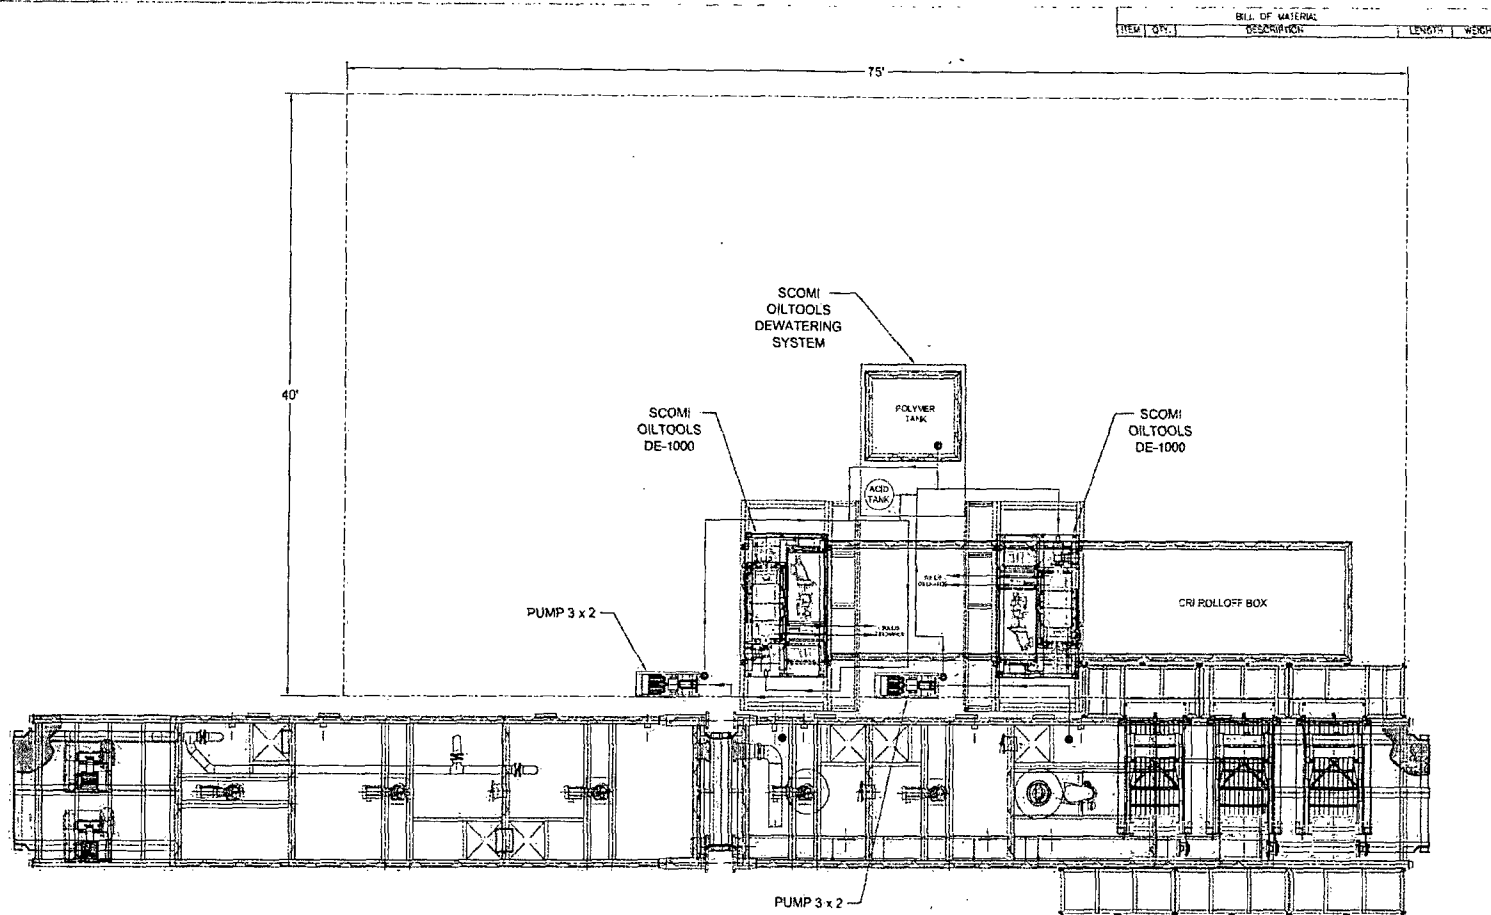 BILL OF MATERIAL
ITEM QTY. DESCRIPTION LENGTH
75'
SCOMI
OILTOOLS
DEWATERING
SYSTEM
40'
SCOMI
OILTOOLS
DE-1000
POLYMER
TANK
SCOMI
OILTOOLS
DE-1000
ACID
TANK
CRI ROLLOFF BOX
PUMP 3 x 2
PUMP 3 x 2